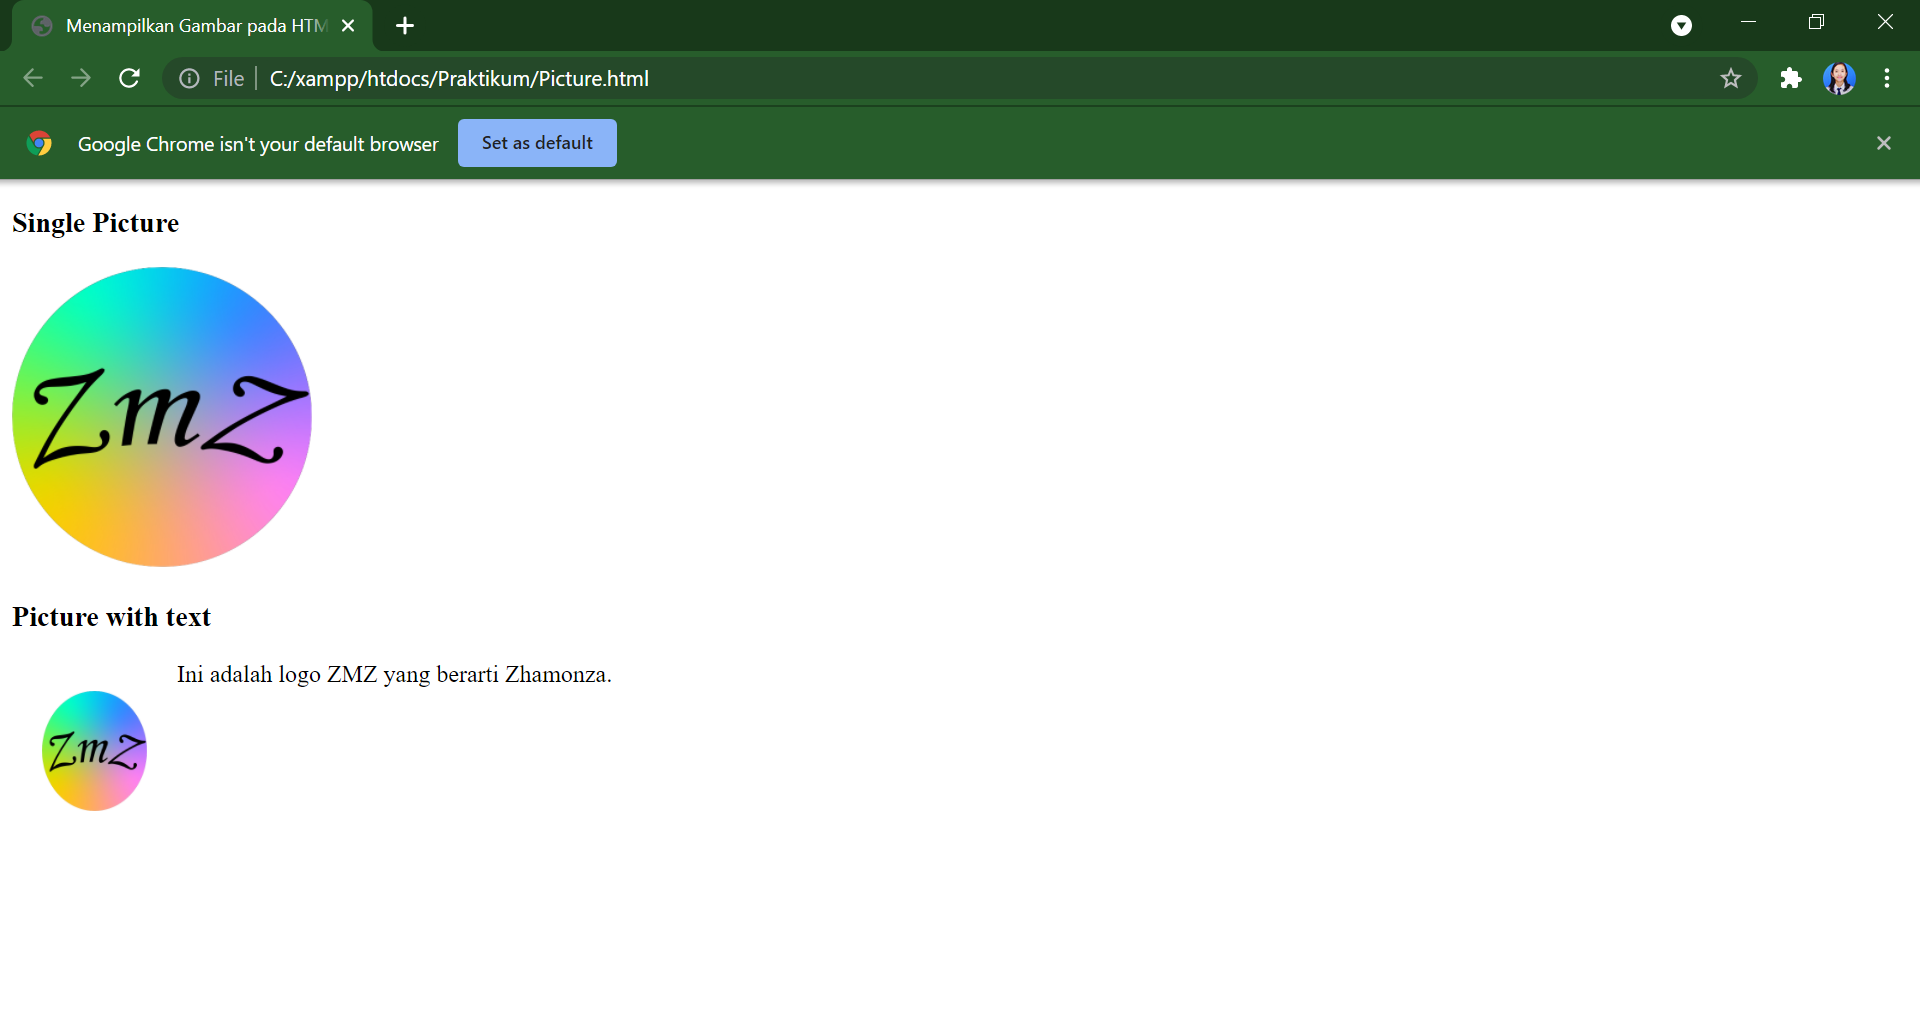 Menampilkan Gambar pada HTM
File C:/xampp/htdocs/Praktikum/Picture.html
Google Chrome isn't your default browser Set as default
Single Picture
ZmZ
Picture with text
Ini adalah logo ZMZ yang berarti Zhamonza.
ZmZ